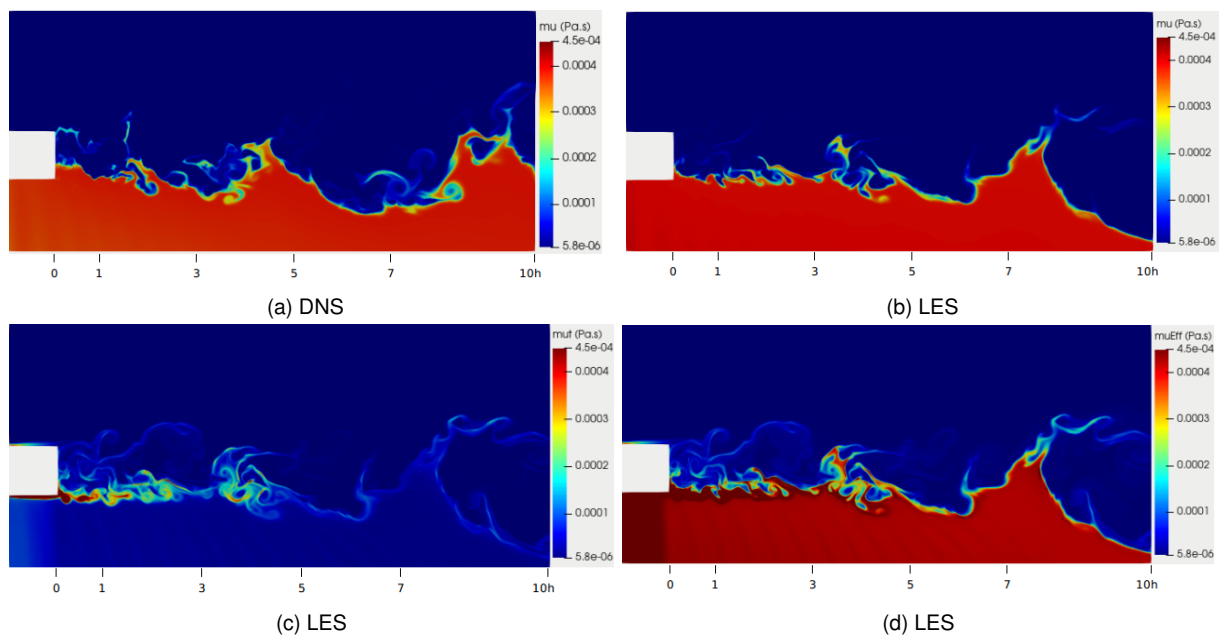 mu (Pa.s)
4.5e-04
0.0004
0.0003
0.0002
0.0001
5.8e-06
0 1 3 5 7 10h
(a) DNS
mu (Pa.s)
4.5e-04
0.0004
0.0003
0.0002
0.0001
5.8e-06
0 1 3 5 7 10h
(b) LES
mut (Pa.s)
4.5e-04
0.0004
0.0003
0.0002
0.0001
5.8e-06
0 1 3 5 7 10h
(c) LES
muEff (Pa.s)
4.5e-04
0.0004
0.0003
0.0002
0.0001
5.8e-06
0 1 3 5 7 10h
(d) LES